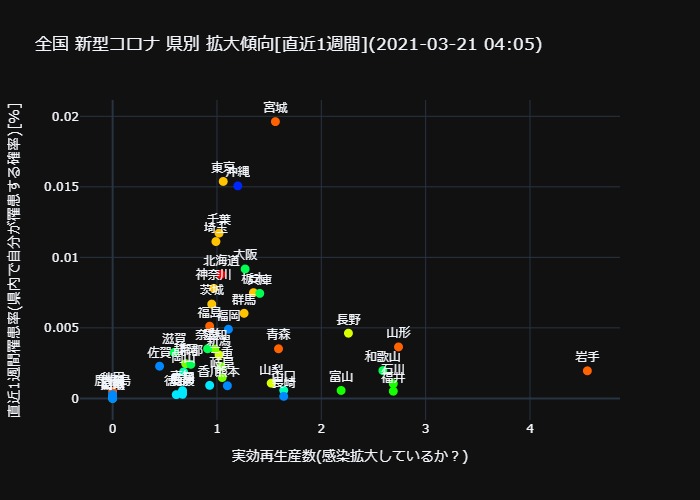 全国 新型コロナ 県別 拡大傾向[直近1週間](2021-03-21 04:05)
直近1週間罹患率(県内で自分が罹患する確率)[%]
0.02
0.015
0.01
0.005
0
宮城
東京
沖縄
千葉
埼玉
大阪
北海道
神奈川
兵庫
茨城
群馬
福島
福岡
長野
青森
山形
滋賀
佐賀
和歌山
岩手
岡山
石川
香川
熊本
山梨
山口
長崎
富山
福井
0
1
2
3
4
実効再生産数(感染拡大しているか？)